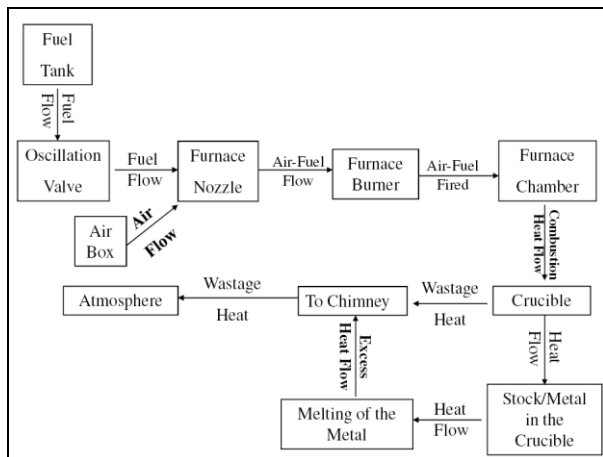 Fuel
Tank
Fuel
Flow
Oscillation
Valve
Fuel
Flow
Furnace
Nozzle
Air-Fuel
Flow
Furnace
Burner
Air-Fuel
Fired
Furnace
Chamber
Air
Box
Air
Flow
Combustion
Heat Flow
Atmosphere
Wastage
Heat
To Chimney
Wastage
Heat
Crucible
Excess
Heat Flow
Heat
Flow
Melting of the
Metal
Heat
Flow
Stock/Metal
in the
Crucible